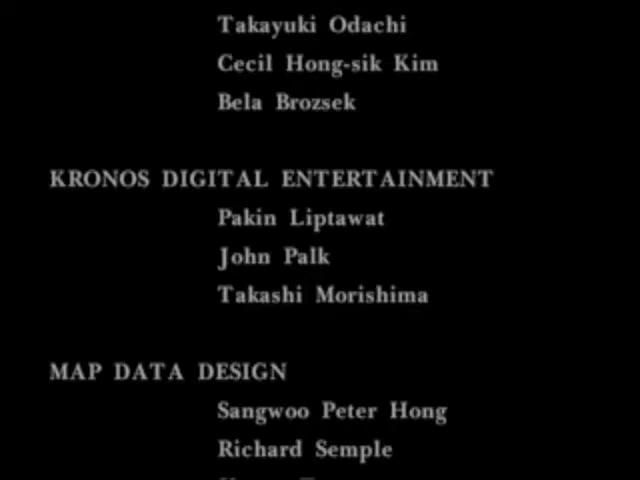 Takayuki Odachi
Cecil Hong-sik Kim
Bela Brozsek
KRONOS DIGITAL ENTERTAINMENT
Pakin Liptawat
John Palk
Takashi Morishima
MAP DATA DESIGN
Sangwoo Peter Hong
Richard Semple